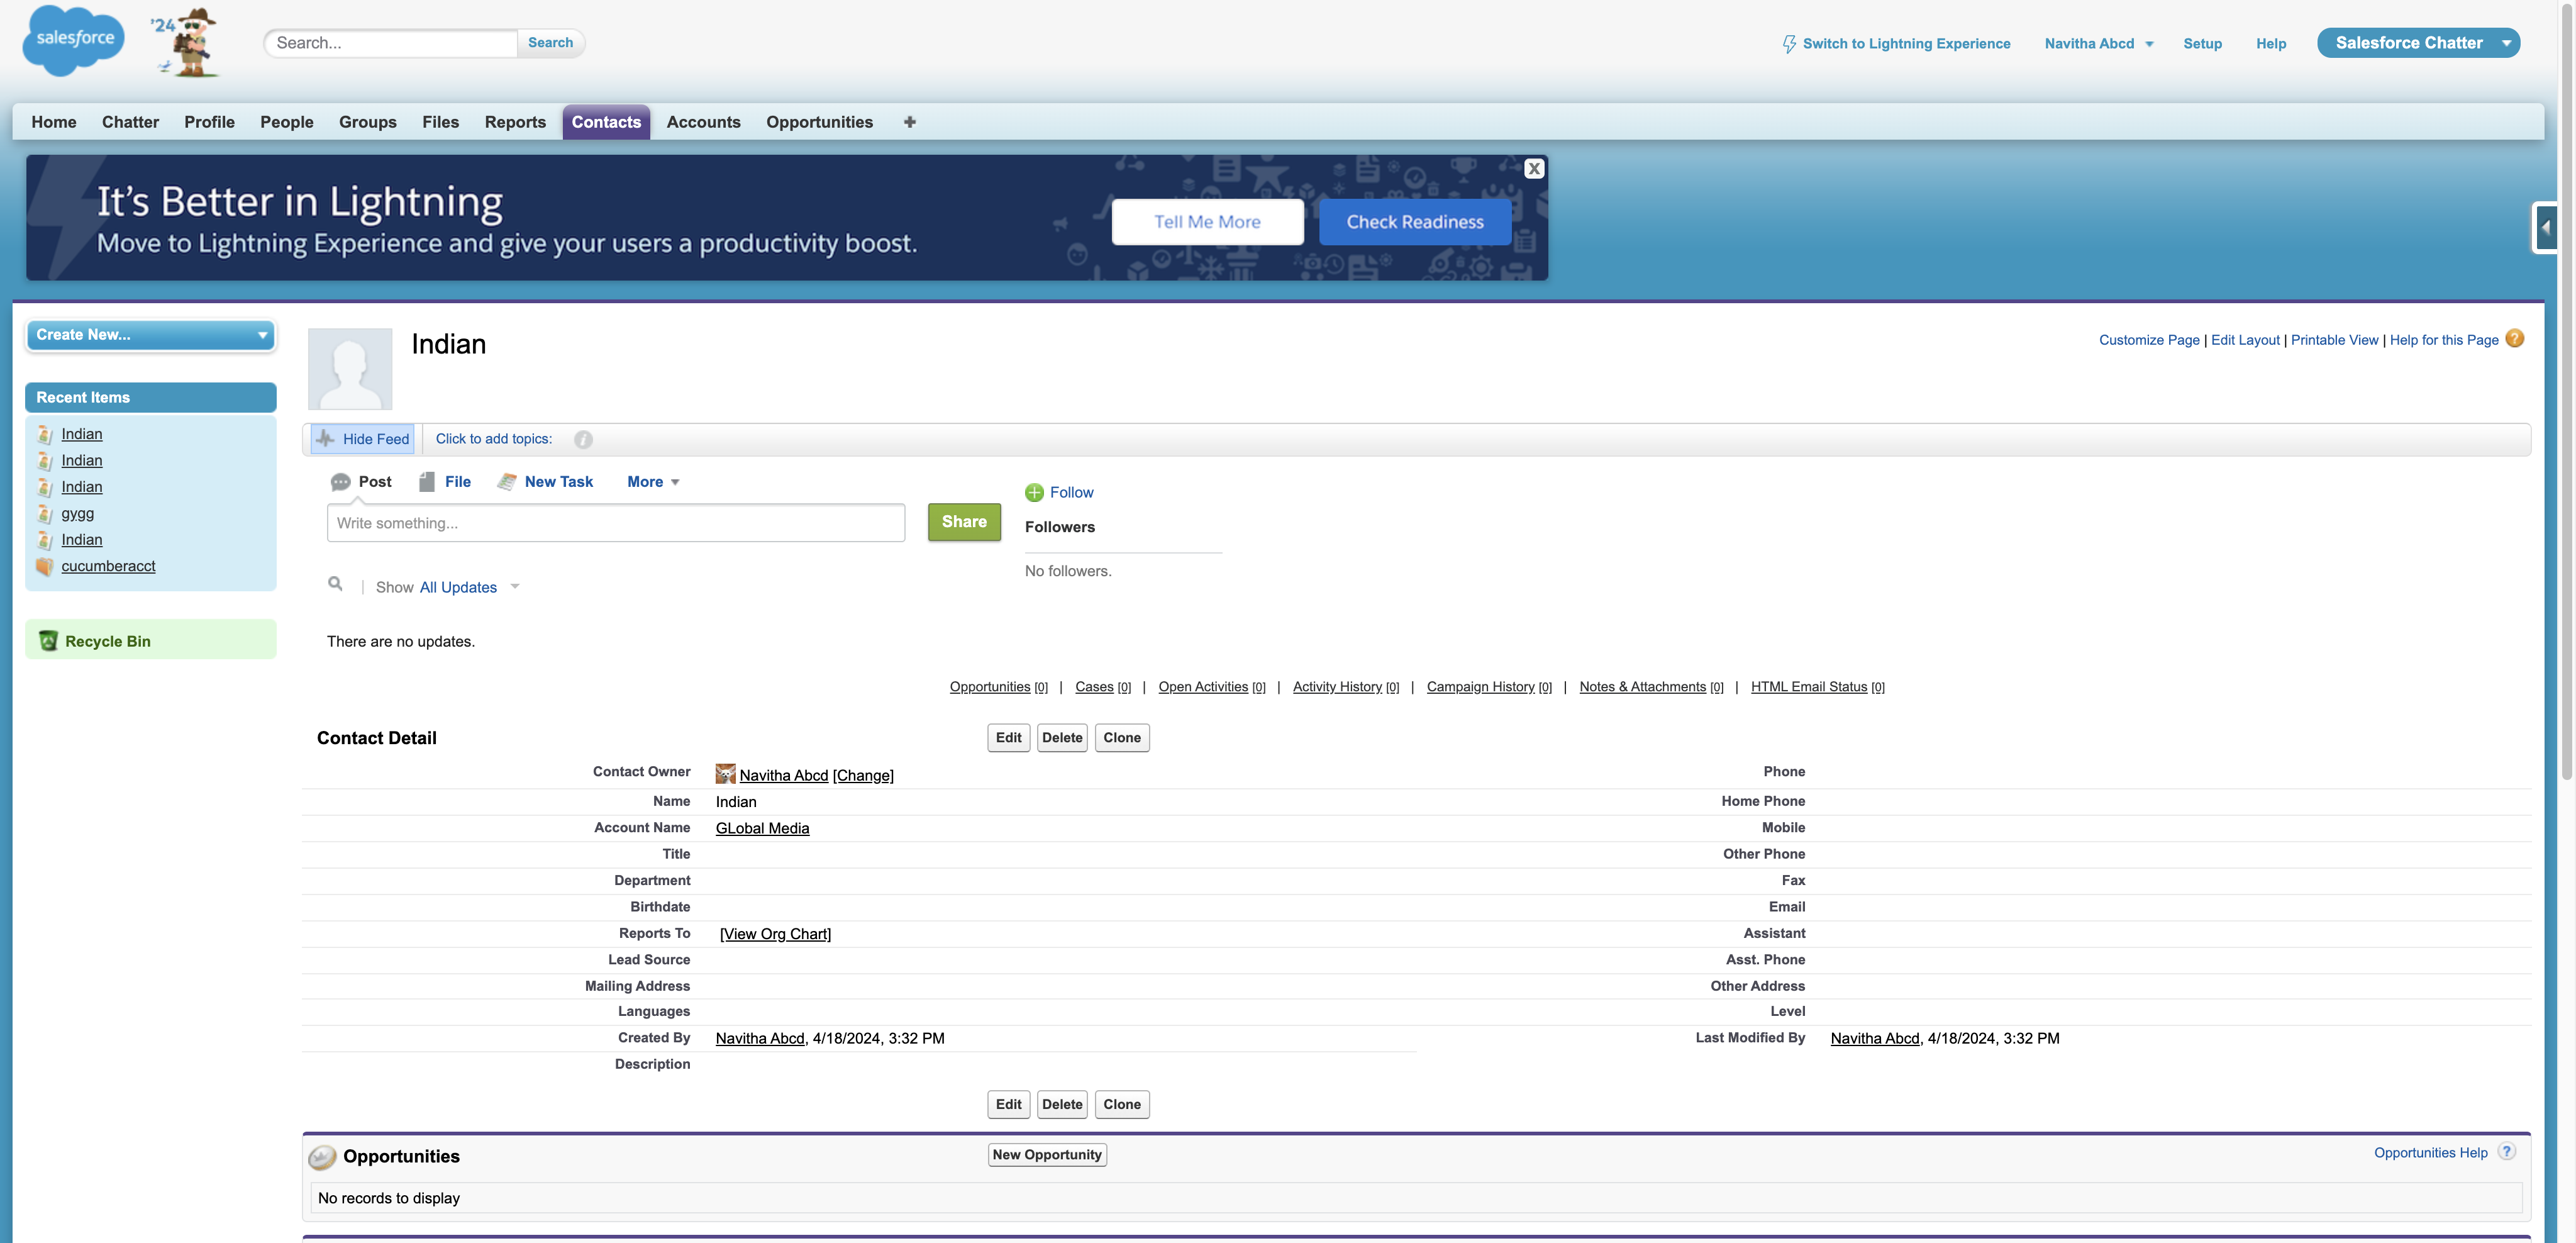 salesforce
'24
Search...
Search
Switch to Lightning Experience
Navitha Abcd
Setup
Help
Salesforce Chatter
Home
Chatter
Profile
People
Groups
Files
Reports
Contacts
Accounts
Opportunities
+
It's Better in Lightning
Move to Lightning Experience and give your users a productivity boost.
Tell Me More
Check Readiness
X
Create New...
Recent Items
Indian
Indian
Indian
gygg
Indian
cucumberacct
Recycle Bin
Indian
Customize Page | Edit Layout | Printable View | Help for this Page ?
Hide Feed
Click to add topics:
i
Post
File
New Task
More
Write something...
Share
Follow
Followers
No followers.
Show All Updates
There are no updates.
Opportunities [0] | Cases [0] | Open Activities [0] | Activity History [0] | Campaign History [0] | Notes & Attachments [0] | HTML Email Status [0]
Contact Detail
Edit
Delete
Clone
Contact Owner Navitha Abcd [Change]
Phone
Name Indian
Home Phone
Account Name GLobal Media
Mobile
Title
Other Phone
Department
Fax
Birthdate
Email
Reports To [View Org Chart]
Assistant
Lead Source
Asst. Phone
Mailing Address
Other Address
Languages
Level
Created By Navitha Abcd, 4/18/2024, 3:32 PM
Last Modified By Navitha Abcd, 4/18/2024, 3:32 PM
Description
Edit
Delete
Clone
Opportunities
New Opportunity
Opportunities Help ?
No records to display